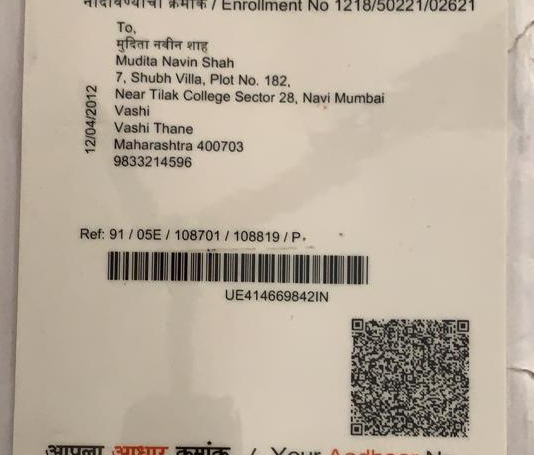 नोंदविण्याचा क्रमांक / Enrollment No 1218/50221/02621
To,
मुदिता नवीन शाह
Mudita Navin Shah
7, Shubh Villa, Plot No. 182,
Near Tilak College Sector 28, Navi Mumbai
Vashi
Vashi Thane
Maharashtra 400703
9833214596
12/04/2012
Ref: 91 / 05E / 108701 / 108819 / P
UE414669842IN
आपला आधार क्रमांक / Your Aadhaar No